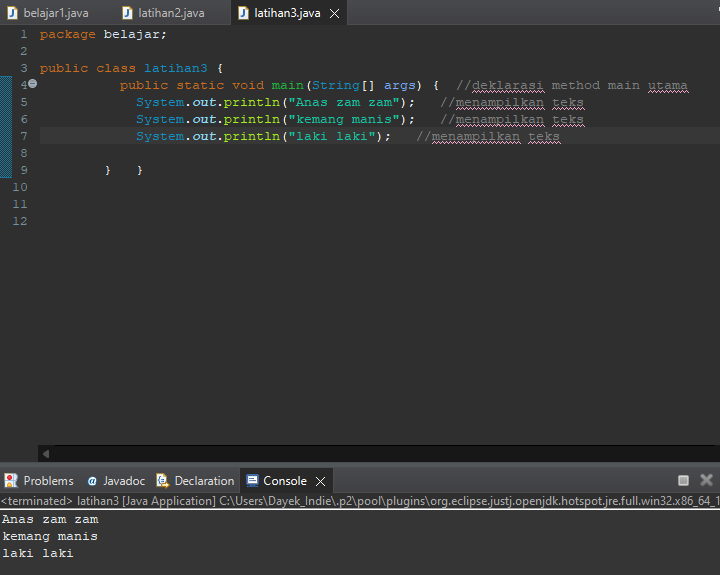 belajar1.java latihan2.java latihan3.java
1 package belajar;
2
3 public class latihan3 {
4 public static void main(String[] args) { //deklarasi method main utama
5 System.out.println("Anas zam zam"); //menampilkan teks
6 System.out.println("kemang manis"); //menampilkan teks
7 System.out.println("laki laki"); //menampilkan teks
8
9 } }
10
11
12
Problems Javadoc Declaration Console
<terminated> latihan3 [Java Application] C:\Users\Dayek_Indie\.p2\pool\plugins\org.eclipse.justj.openjdk.hotspot.jre.full.win32.x86_64_1
Anas zam zam
kemang manis
laki laki